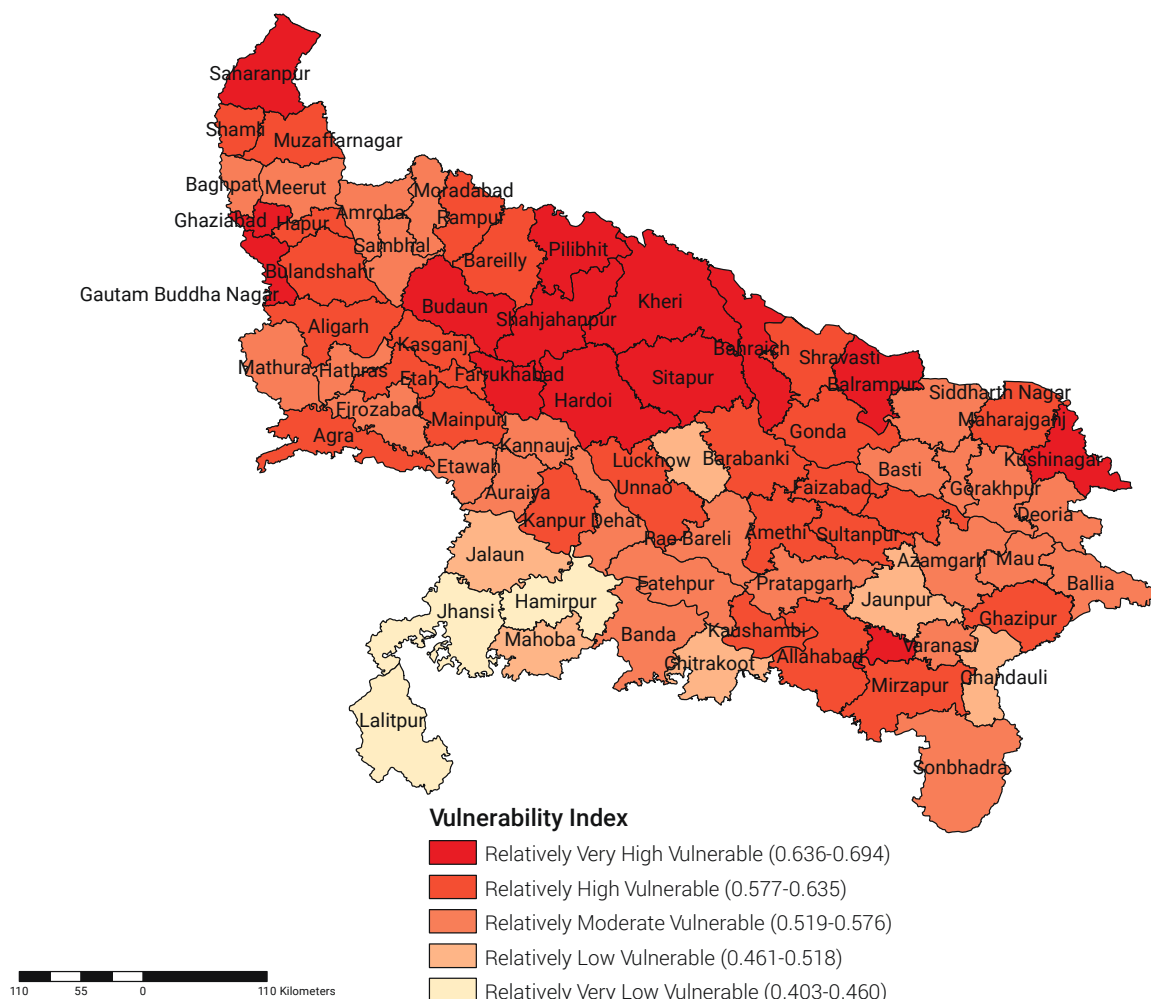 Saharanpur
Shamli
Muzaffarnagar
Baghpat
Meerut
Moradabad
Amroha
Rampur
Ghaziabad
Hapur
Sambhal
Pilibhit
Bareilly
Bulandshahr
Gautam Buddha Nagar
Budaun
Kheri
Shahjahanpur
Aligarh
Kasganj
Bahraich
Shravasti
Mathura
Hathras
Etah
Farrukhabad
Sitapur
Balrampur
Hardoi
Siddharth Nagar
Firozabad
Mainpuri
Maharajganj
Agra
Gonda
Kannauj
Lucknow
Barabanki
Kushinagar
Etawah
Basti
Auraiya
Unnao
Faizabad
Gorakhpur
Kanpur Dehat
Deoria
Rae Bareli
Amethi
Sultanpur
Jalaun
Azamgarh
Mau
Fatehpur
Pratapgarh
Ballia
Jhansi
Hamirpur
Jaunpur
Ghazipur
Mahoba
Banda
Kaushambi
Varanasi
Chitrakoot
Allahabad
Chandauli
Mirzapur
Lalitpur
Sonbhadra
Vulnerability Index
Relatively Very High Vulnerable (0.636-0.694)
Relatively High Vulnerable (0.577-0.635)
Relatively Moderate Vulnerable (0.519-0.576)
Relatively Low Vulnerable (0.461-0.518)
Relatively Very Low Vulnerable (0.403-0.460)
110 55 0 110 Kilometers